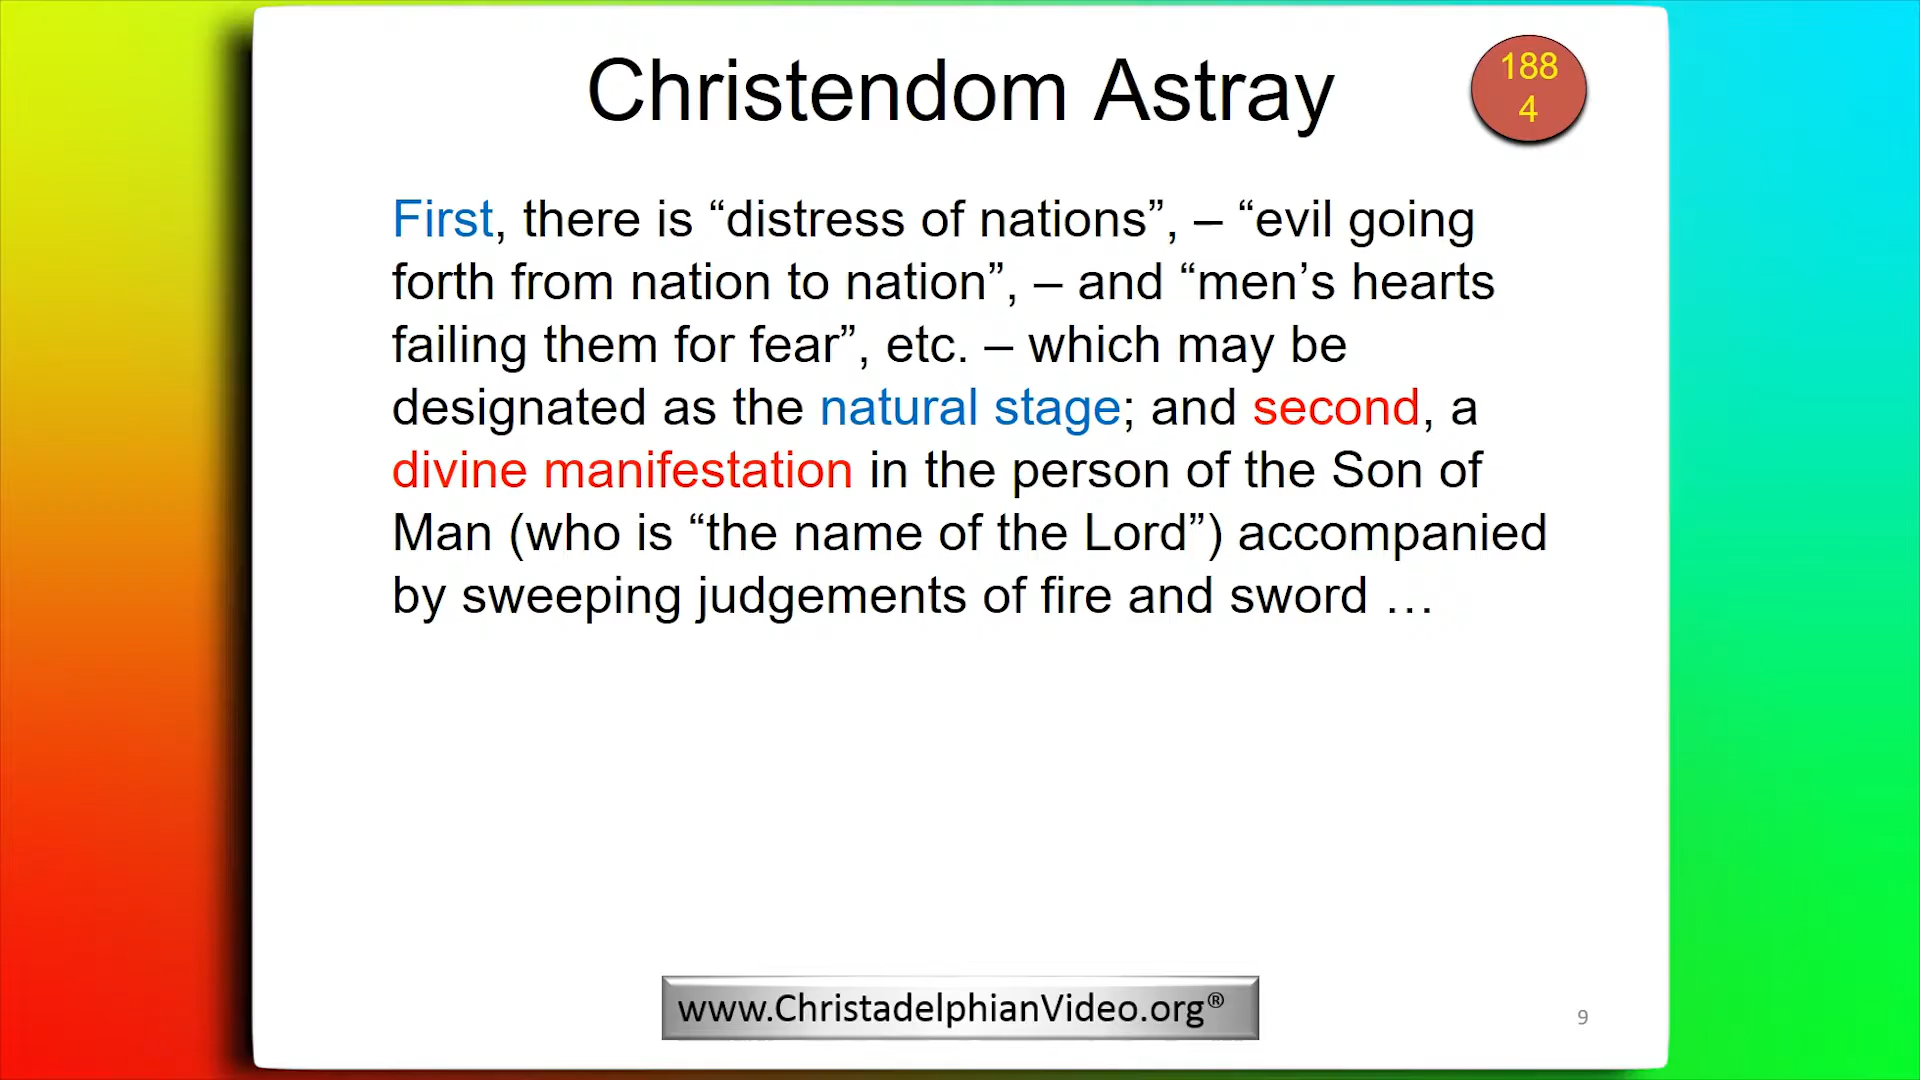 Christendom Astray
188
4
First, there is “distress of nations”, – “evil going
forth from nation to nation”, – and “men’s hearts
failing them for fear”, etc. – which may be
designated as the natural stage; and second, a
divine manifestation in the person of the Son of
Man (who is “the name of the Lord”) accompanied
by sweeping judgements of fire and sword …
www.ChristadelphianVideo.org®
9